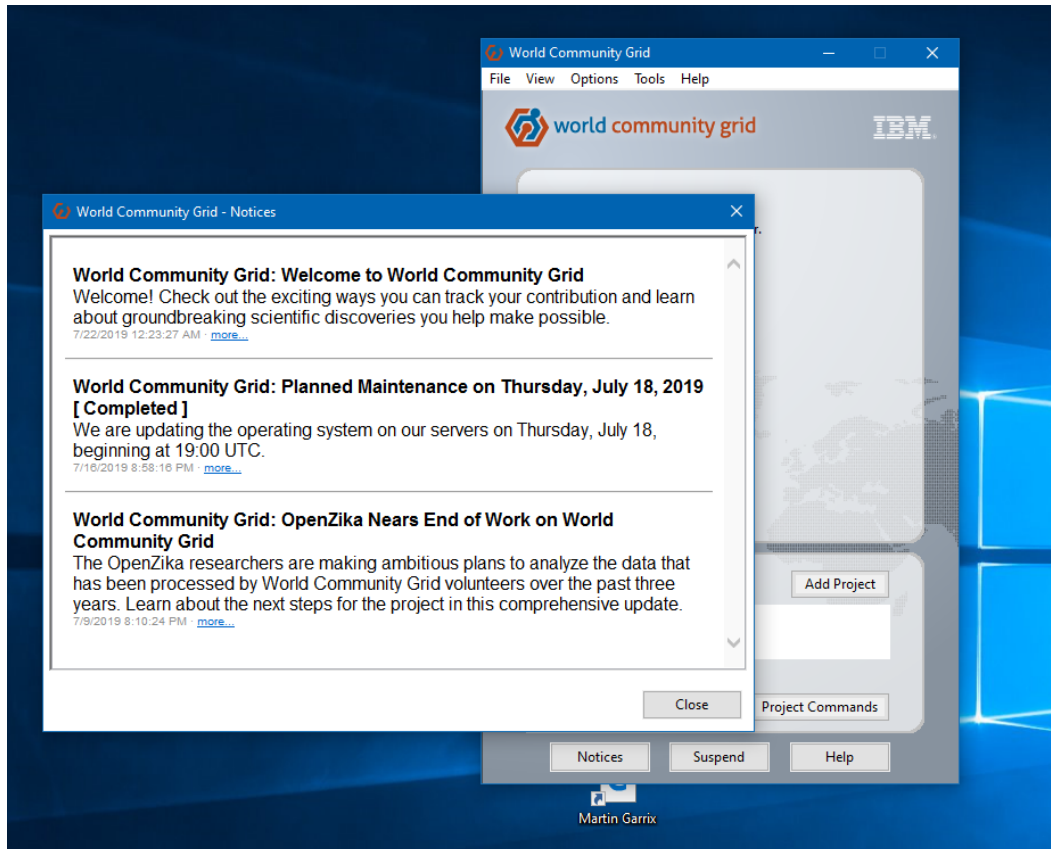 World Community Grid
File View Options Tools Help
world community grid
IBM
r.
World Community Grid - Notices
World Community Grid: Welcome to World Community Grid
Welcome! Check out the exciting ways you can track your contribution and learn
about groundbreaking scientific discoveries you help make possible.
7/22/2019 12:23:27 AM · more...
World Community Grid: Planned Maintenance on Thursday, July 18, 2019
[ Completed ]
We are updating the operating system on our servers on Thursday, July 18,
beginning at 19:00 UTC.
7/16/2019 8:58:16 PM · more...
World Community Grid: OpenZika Nears End of Work on World
Community Grid
The OpenZika researchers are making ambitious plans to analyze the data that
has been processed by World Community Grid volunteers over the past three
years. Learn about the next steps for the project in this comprehensive update.
7/9/2019 8:10:24 PM · more...
Close
Add Project
Project Commands
Notices Suspend Help
Martin Garrix